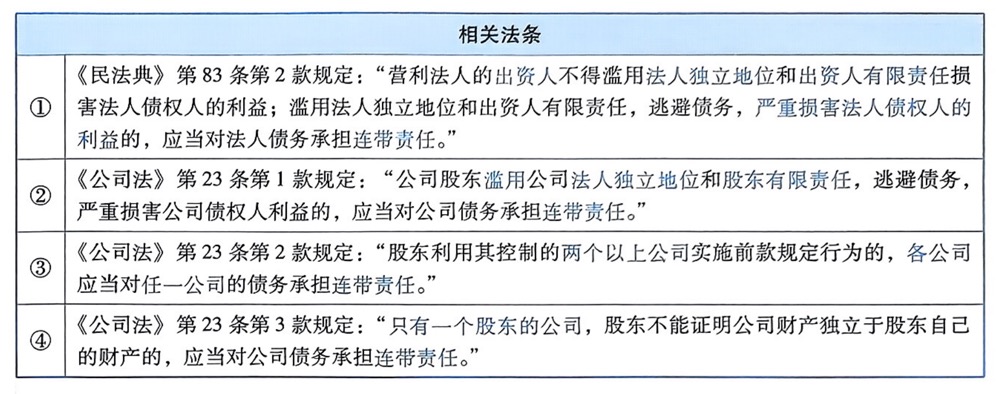 相关法条
①
《民法典》第83条第2款规定：“营利法人的出资人不得滥用法人独立地位和出资人有限责任损
害法人债权人的利益；滥用法人独立地位和出资人有限责任，逃避债务，严重损害法人债权人的
利益的，应当对法人债务承担连带责任。”
②
《公司法》第23条第1款规定：“公司股东滥用公司法人独立地位和股东有限责任，逃避债务，
严重损害公司债权人利益的，应当对公司债务承担连带责任。”
③
《公司法》第23条第2款规定：“股东利用其控制的两个以上公司实施前款规定行为的，各公司
应当对任一公司的债务承担连带责任。”
④
《公司法》第23条第3款规定：“只有一个股东的公司，股东不能证明公司财产独立于股东自己
的财产的，应当对公司债务承担连带责任。”